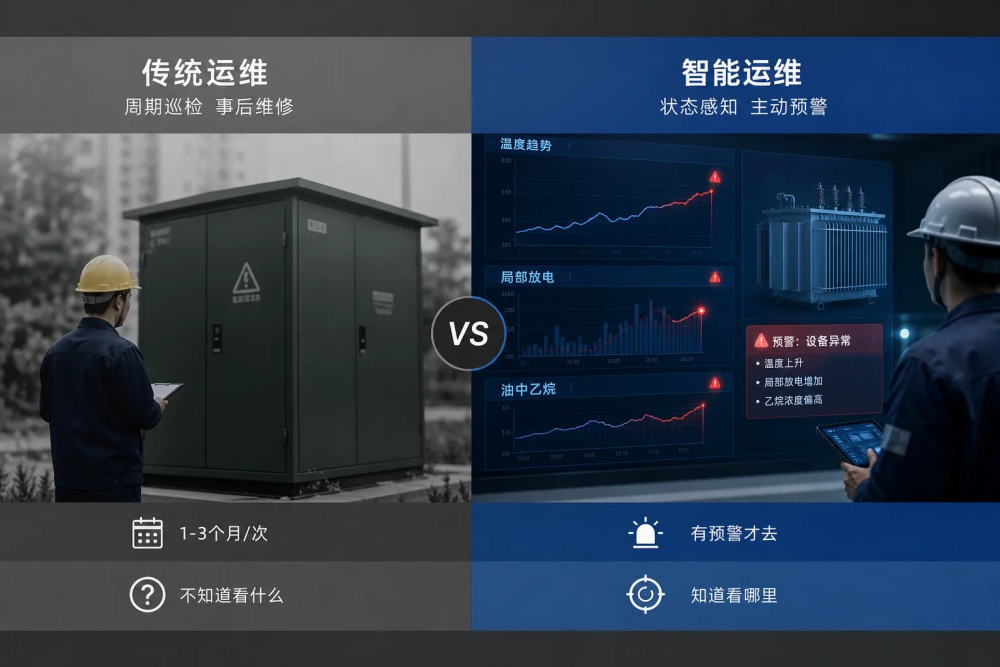 传统运维
周期巡检 事后维修
智能运维
状态感知 主动预警
温度趋势
局部放电
油中乙烷
预警：设备异常
• 温度上升
• 局部放电增加
• 乙烷浓度偏高
VS
1-3个月/次
不知道看什么
有预警才去
知道看哪里